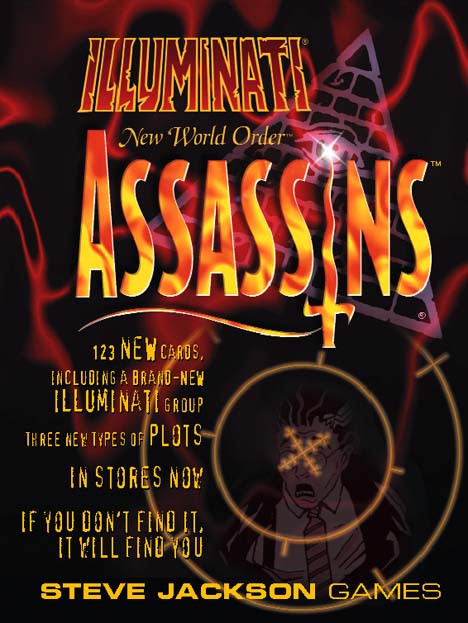 ILLUMINATI®
New World Order™
ASSASSINS™
®
123 NEW CARDS,
INCLUDING A BRAND-NEW
ILLUMINATI GROUP
THREE NEW TYPES OF PLOTS
IN STORES NOW
IF YOU DON'T FIND IT,
IT WILL FIND YOU
STEVE JACKSON GAMES